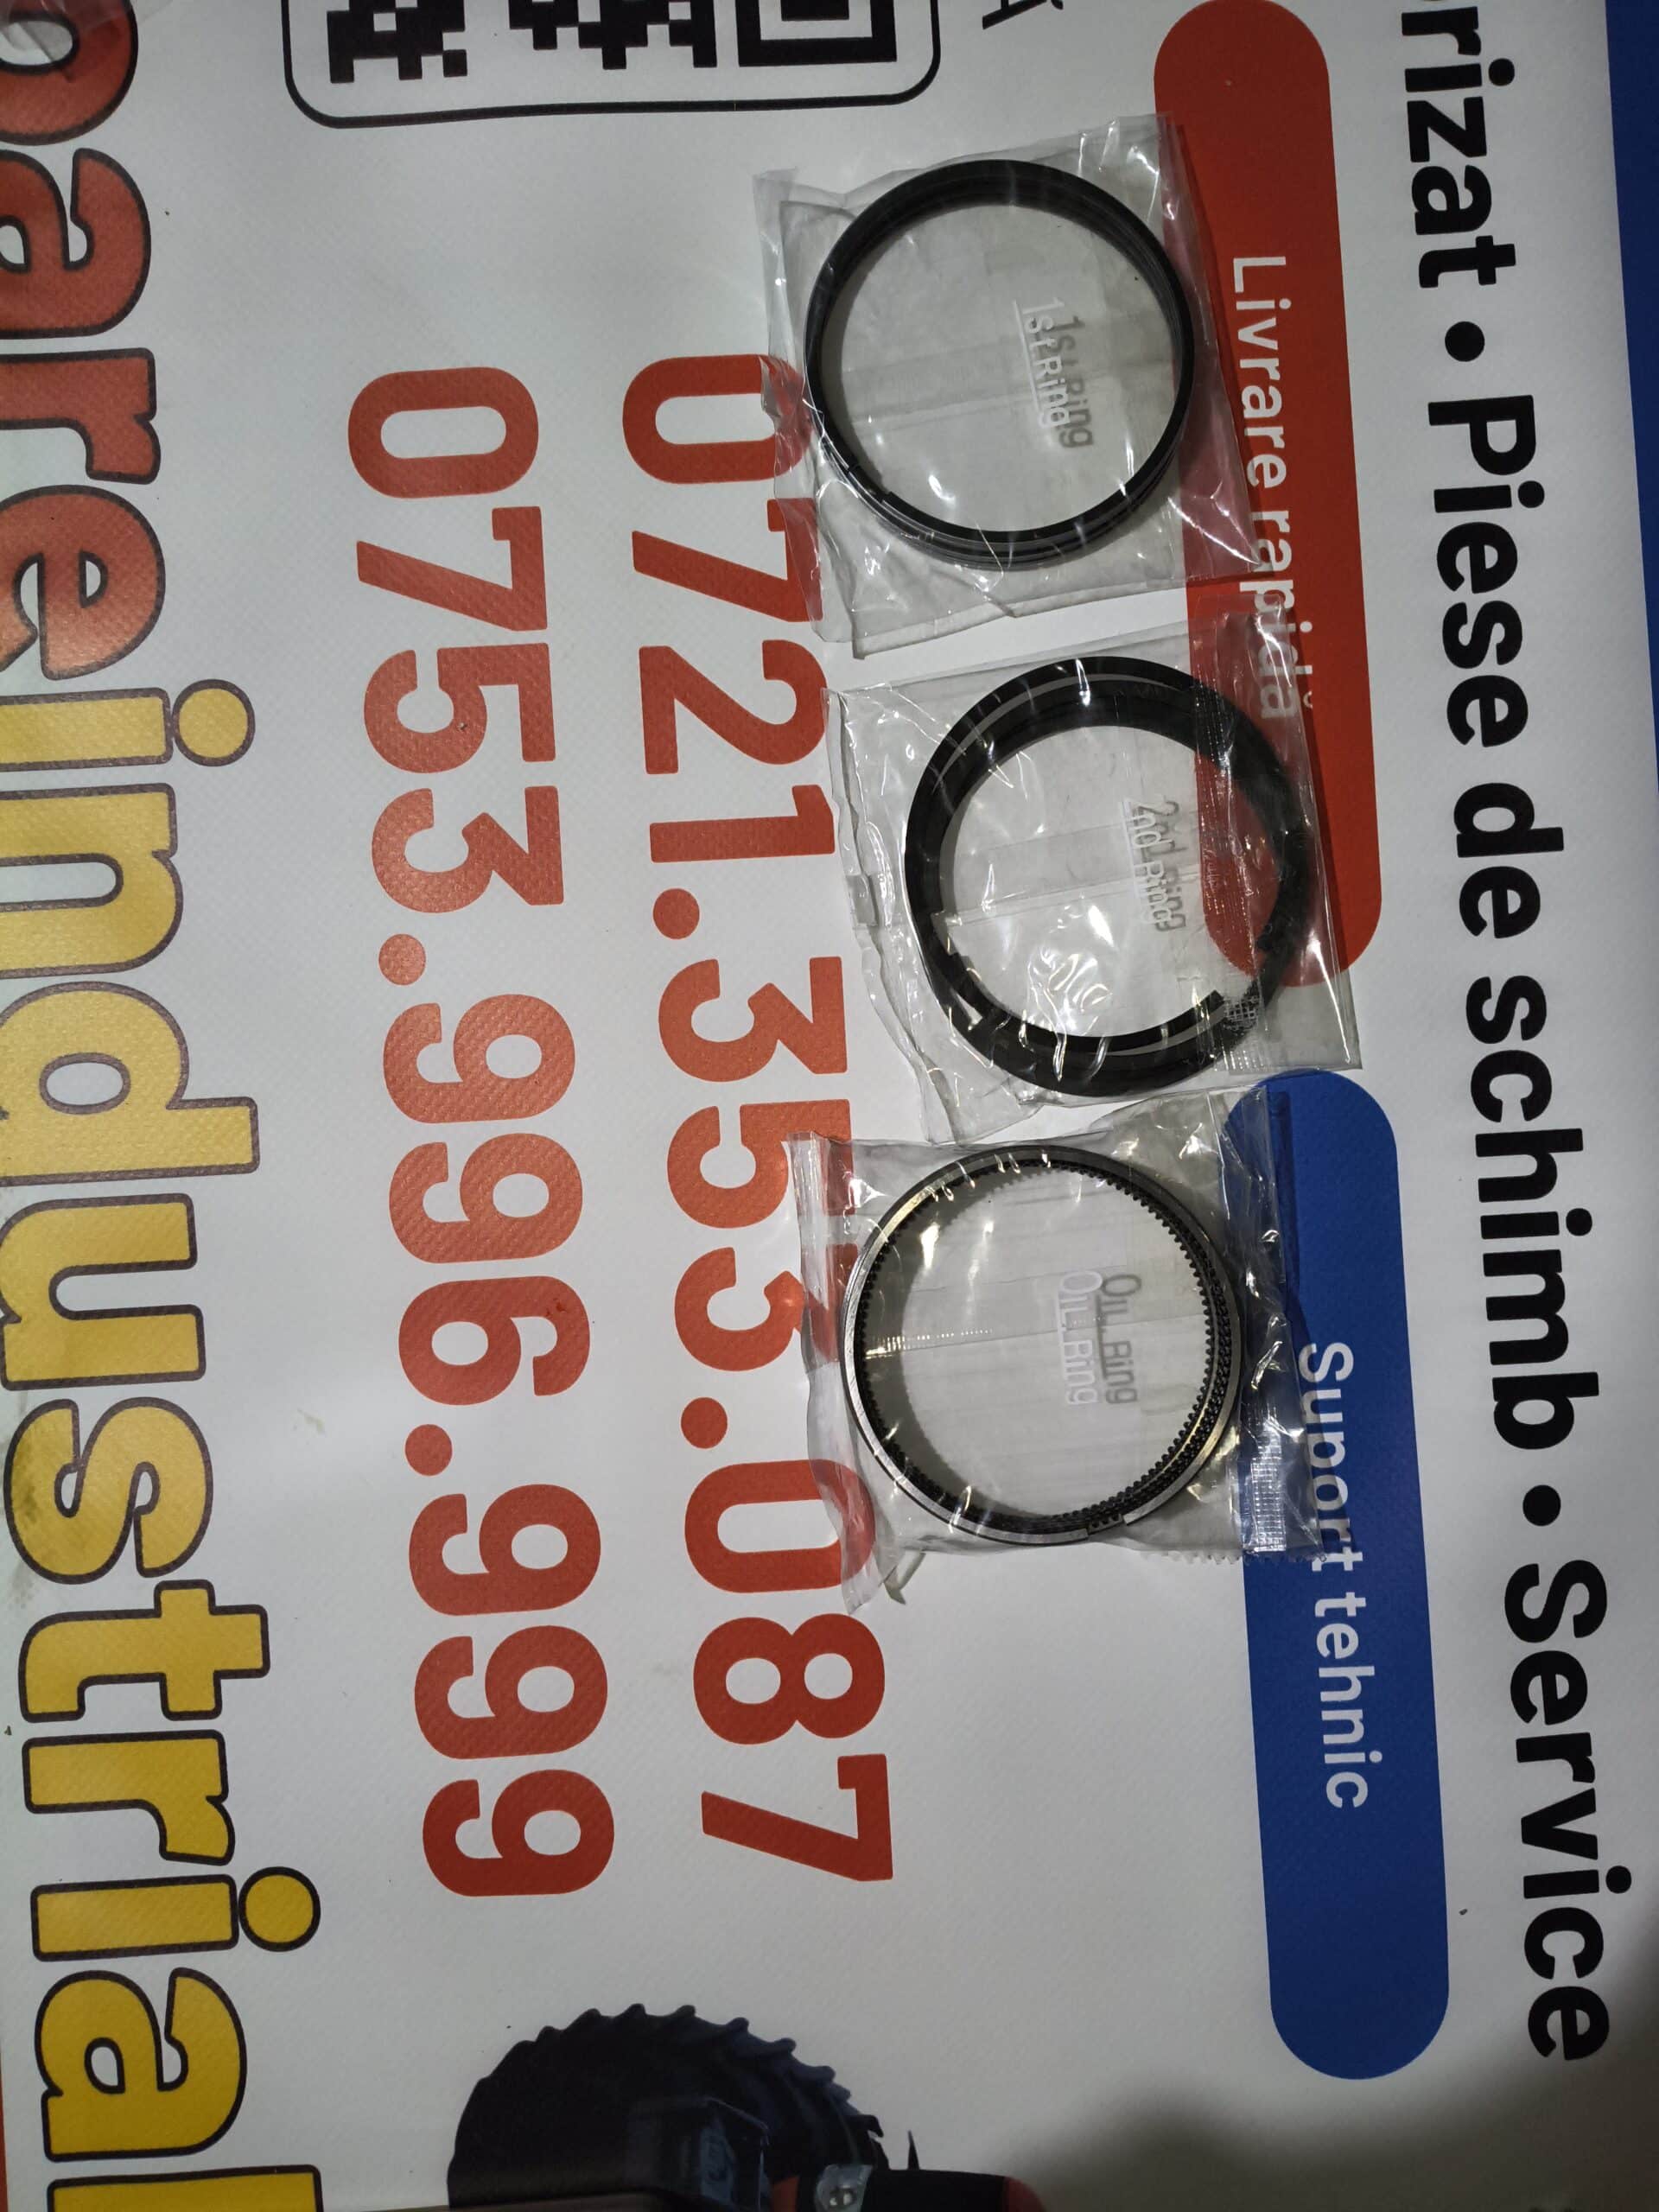 rizat • Piese de schimb • Service
Livrare rapidă
Suport tehnic
1st Ring
2nd Ring
Oil Ring
0721.353.087
0753.996.999
pareindustrial